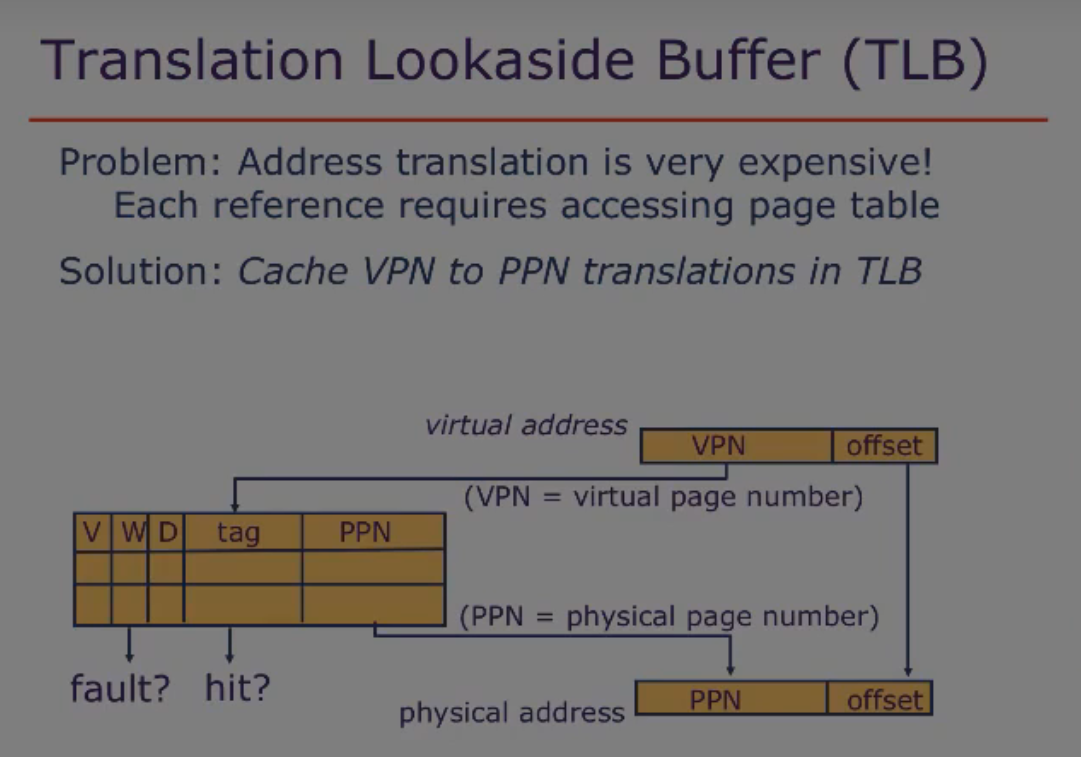 Translation Lookaside Buffer (TLB)
Problem: Address translation is very expensive!
Each reference requires accessing page table
Solution: Cache VPN to PPN translations in TLB
virtual address
VPN offset
(VPN = virtual page number)
V W D tag PPN
(PPN = physical page number)
fault? hit?
physical address
PPN offset